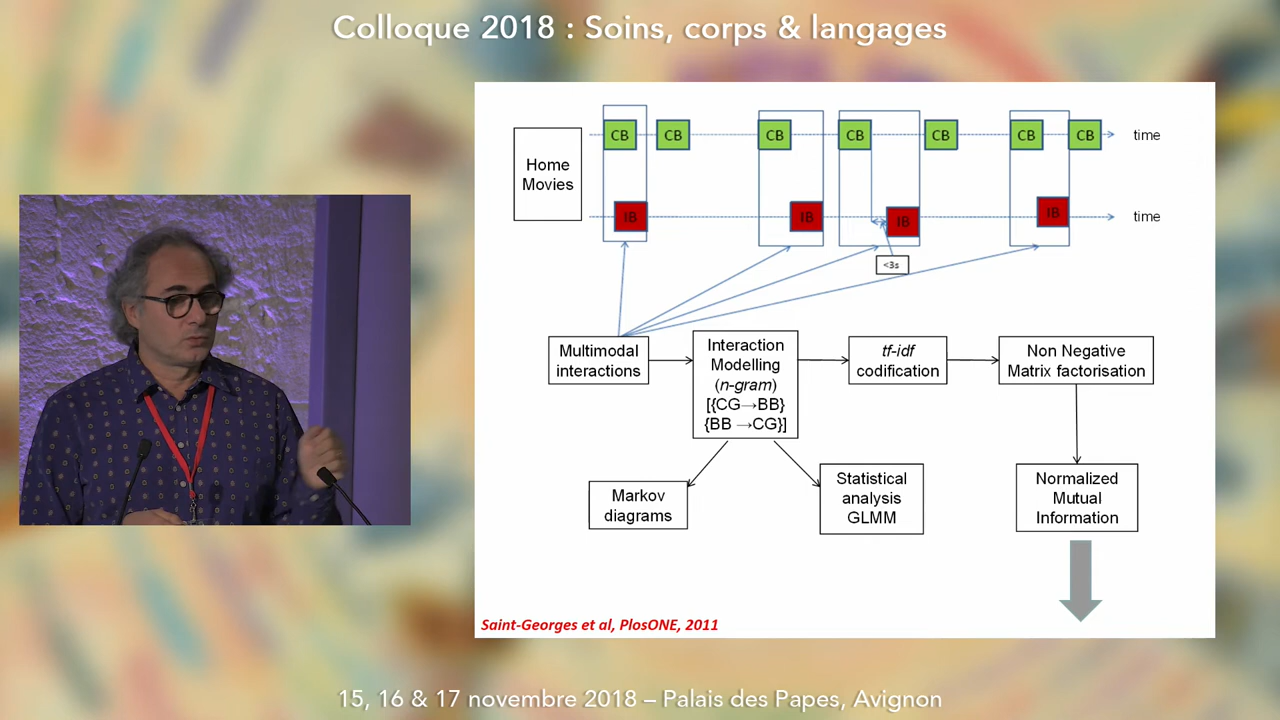 Colloque 2018 : Soins, corps & langages
CB CB CB CB CB CB CB time
Home
Movies
IB IB IB IB time
<3s
Multimodal
interactions
Interaction
Modelling
(n-gram)
[{CG→BB}
{BB →CG}]
tf-idf
codification
Non Negative
Matrix factorisation
Markov
diagrams
Statistical
analysis
GLMM
Normalized
Mutual
Information
Saint-Georges et al, PlosONE, 2011
15, 16 & 17 novembre 2018 – Palais des Papes, Avignon